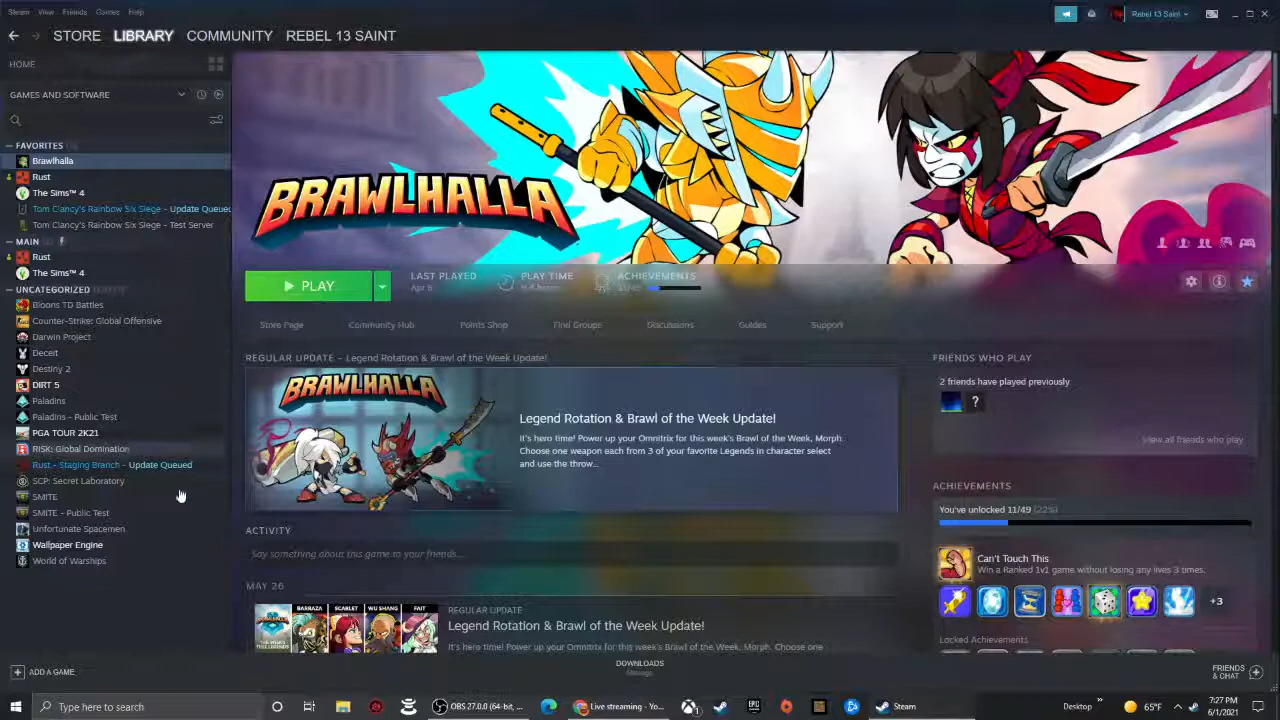 Steam View Friends Games Help
Rebel 13 Saint
STORE LIBRARY COMMUNITY REBEL 13 SAINT
HOME
GAMES AND SOFTWARE
FAVORITES
Brawlhalla
Rust
The Sims™ 4
Tom Clancy's Rainbow Six Siege - Update Queued
Tom Clancy's Rainbow Six Siege - Test Server
MAIN
Rust
The Sims™ 4
UNCATEGORIZED
Bloons TD Battles
Counter-Strike: Global Offensive
Darwin Project
Deceit
Destiny 2
DIRT 5
Paladins
Paladins - Public Test
PGA TOUR 2K21
RISK: Global Domination
Rust - Staging Branch - Update Queued
SCP: Secret Laboratory
SMITE
SMITE - Public Test
Unfortunate Spacemen
Wallpaper Engine
World of Warships
ADD A GAME
BRAWLHALLA
PLAY
LAST PLAYED
Apr 6
PLAY TIME
ACHIEVEMENTS
11/49
Store Page Community Hub Points Shop Find Groups Discussions Guides Support
REGULAR UPDATE - Legend Rotation & Brawl of the Week Update!
BRAWLHALLA
Legend Rotation & Brawl of the Week Update!
It's hero time! Power up your Omnitrix for this week's Brawl of the Week, Morph.
Choose one weapon each from 3 of your favorite Legends in character select
and use the throw...
ACTIVITY
Say something about this game to your friends...
MAY 26
BARRAZA SCARLET WU SHANG FAIT
REGULAR UPDATE
Legend Rotation & Brawl of the Week Update!
It's hero time! Power up your Omnitrix for this week's Brawl of the Week, Morph. Choose one
FRIENDS WHO PLAY
2 friends have played previously
?
View all friends who play
ACHIEVEMENTS
You've unlocked 11/49 (22%)
Can't Touch This
Win a Ranked 1v1 game without losing any lives 3 times.
+3
Locked Achievements
DOWNLOADS
Manage
FRIENDS
& CHAT
Type here to search
OBS 27.0.0 (64-bit, ...
Live streaming - Yo...
Steam
Desktop
65°F
7:27 PM
6/1/2021